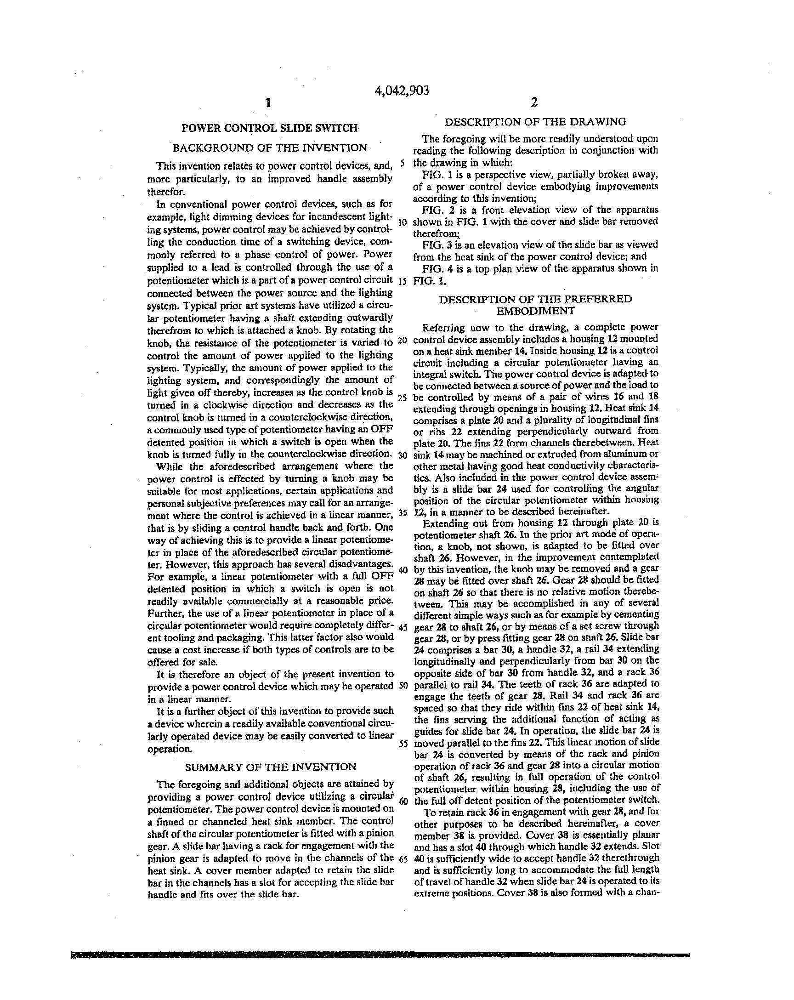 4,042,903
1
POWER CONTROL SLIDE SWITCH
BACKGROUND OF THE INVENTION
This invention relates to power control devices, and,
more particularly, to an improved handle assembly
therefor.
In conventional power control devices, such as for
example, light dimming devices for incandescent light-
ing systems, power control may be achieved by control-
ling the conduction time of a switching device, com-
monly referred to a phase control of power. Power
supplied to a lead is controlled through the use of a
potentiometer which is a part of a power control circuit
connected between the power source and the lighting
system. Typical prior art systems have utilized a circu-
lar potentiometer having a shaft extending outwardly
therefrom to which is attached a knob. By rotating the
knob, the resistance of the potentiometer is varied to
control the amount of power applied to the lighting
system. Typically, the amount of power applied to the
lighting system, and correspondingly the amount of
light given off thereby, increases as the control knob is
turned in a clockwise direction and decreases as the
control knob is turned in a counterclockwise direction,
a commonly used type of potentiometer having an OFF
detented position in which a switch is open when the
knob is turned fully in the counterclockwise direction.
While the aforedescribed arrangement where the
power control is effected by turning a knob may be
suitable for most applications, certain applications and
personal subjective preferences may call for an arrange-
ment where the control is achieved in a linear manner,
that is by sliding a control handle back and forth. One
way of achieving this is to provide a linear potentiome-
ter in place of the aforedescribed circular potentiome-
ter. However, this approach has several disadvantages.
For example, a linear potentiometer with a full OFF
detented position in which a switch is open is not
readily available commercially at a reasonable price.
Further, the use of a linear potentiometer in place of a
circular potentiometer would require completely differ-
ent tooling and packaging. This latter factor also would
cause a cost increase if both types of controls are to be
offered for sale.
It is therefore an object of the present invention to
provide a power control device which may be operated
in a linear manner.
It is a further object of this invention to provide such
a device wherein a readily available conventional circu-
larly operated device may be easily converted to linear
operation.
SUMMARY OF THE INVENTION
The foregoing and additional objects are attained by
providing a power control device utilizing a circular
potentiometer. The power control device is mounted on
a finned or channeled heat sink member. The control
shaft of the circular potentiometer is fitted with a pinion
gear. A slide bar having a rack for engagement with the
pinion gear is adapted to move in the channels of the
heat sink. A cover member adapted to retain the slide
bar in the channels has a slot for accepting the slide bar
handle and fits over the slide bar.
5
10
15
20
25
30
35
40
45
50
55
60
65
2
DESCRIPTION OF THE DRAWING
The foregoing will be more readily understood upon
reading the following description in conjunction with
the drawing in which:
FIG. 1 is a perspective view, partially broken away,
of a power control device embodying improvements
according to this invention;
FIG. 2 is a front elevation view of the apparatus
shown in FIG. 1 with the cover and slide bar removed
therefrom;
FIG. 3 is an elevation view of the slide bar as viewed
from the heat sink of the power control device; and
FIG. 4 is a top plan view of the apparatus shown in
FIG. 1.
DESCRIPTION OF THE PREFERRED
EMBODIMENT
Referring now to the drawing, a complete power
control device assembly includes a housing 12 mounted
on a heat sink member 14. Inside housing 12 is a control
circuit including a circular potentiometer having an
integral switch. The power control device is adapted to
be connected between a source of power and the load to
be controlled by means of a pair of wires 16 and 18
extending through openings in housing 12. Heat sink 14
comprises a plate 20 and a plurality of longitudinal fins
or ribs 22 extending perpendicularly outward from
plate 20. The fins 22 form channels therebetween. Heat
sink 14 may be machined or extruded from aluminum or
other metal having good heat conductivity characteris-
tics. Also included in the power control device assem-
bly is a slide bar 24 used for controlling the angular
position of the circular potentiometer within housing
12, in a manner to be described hereinafter.
Extending out from housing 12 through plate 20 is
potentiometer shaft 26. In the prior art mode of opera-
tion, a knob, not shown, is adapted to be fitted over
shaft 26. However, in the improvement contemplated
by this invention, the knob may be removed and a gear
28 may be fitted over shaft 26. Gear 28 should be fitted
on shaft 26 so that there is no relative motion therebe-
tween. This may be accomplished in any of several
different simple ways such as for example by cementing
gear 28 to shaft 26, or by means of a set screw through
gear 28, or by press fitting gear 28 on shaft 26. Slide bar
24 comprises a bar 30, a handle 32, a rail 34 extending
longitudinally and perpendicularly from bar 30 on the
opposite side of bar 30 from handle 32, and a rack 36
parallel to rail 34. The teeth of rack 36 are adapted to
engage the teeth of gear 28. Rail 34 and rack 36 are
spaced so that they ride within fins 22 of heat sink 14,
the fins serving the additional function of acting as
guides for slide bar 24. In operation, the slide bar 24 is
moved parallel to the fins 22. This linear motion of slide
bar 24 is converted by means of the rack and pinion
operation of rack 36 and gear 28 into a circular motion
of shaft 26, resulting in full operation of the control
potentiometer within housing 28, including the use of
the full off detent position of the potentiometer switch.
To retain rack 36 in engagement with gear 28, and for
other purposes to be described hereinafter, a cover
member 38 is provided. Cover 38 is essentially planar
and has a slot 40 through which handle 32 extends. Slot
40 is sufficiently wide to accept handle 32 therethrough
and is sufficiently long to accommodate the full length
of travel of handle 32 when slide bar 24 is operated to its
extreme positions. Cover 38 is also formed with a chan-